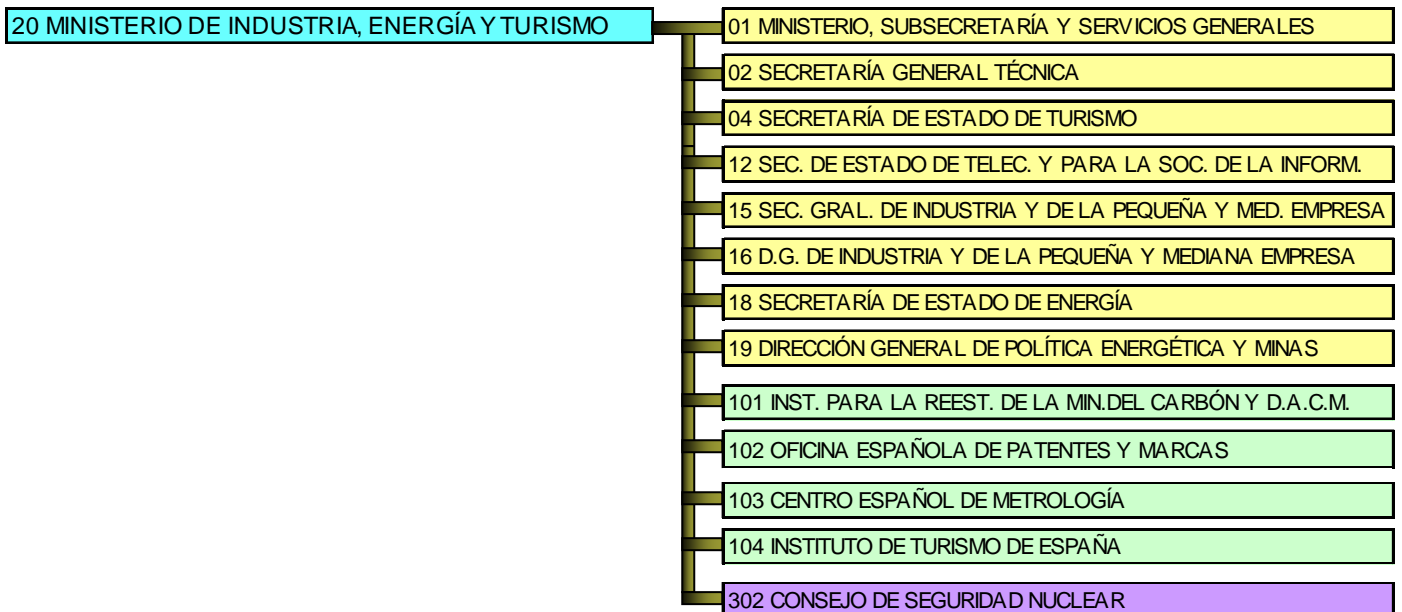 20 MINISTERIO DE INDUSTRIA, ENERGÍA Y TURISMO
01 MINISTERIO, SUBSECRETARÍA Y SERVICIOS GENERALES
02 SECRETARÍA GENERAL TÉCNICA
04 SECRETARÍA DE ESTADO DE TURISMO
12 SEC. DE ESTADO DE TELEC. Y PARA LA SOC. DE LA INFORM.
15 SEC. GRAL. DE INDUSTRIA Y DE LA PEQUEÑA Y MED. EMPRESA
16 D.G. DE INDUSTRIA Y DE LA PEQUEÑA Y MEDIANA EMPRESA
18 SECRETARÍA DE ESTADO DE ENERGÍA
19 DIRECCIÓN GENERAL DE POLÍTICA ENERGÉTICA Y MINAS
101 INST. PARA LA REEST. DE LA MIN.DEL CARBÓN Y D.A.C.M.
102 OFICINA ESPAÑOLA DE PATENTES Y MARCAS
103 CENTRO ESPAÑOL DE METROLOGÍA
104 INSTITUTO DE TURISMO DE ESPAÑA
302 CONSEJO DE SEGURIDAD NUCLEAR